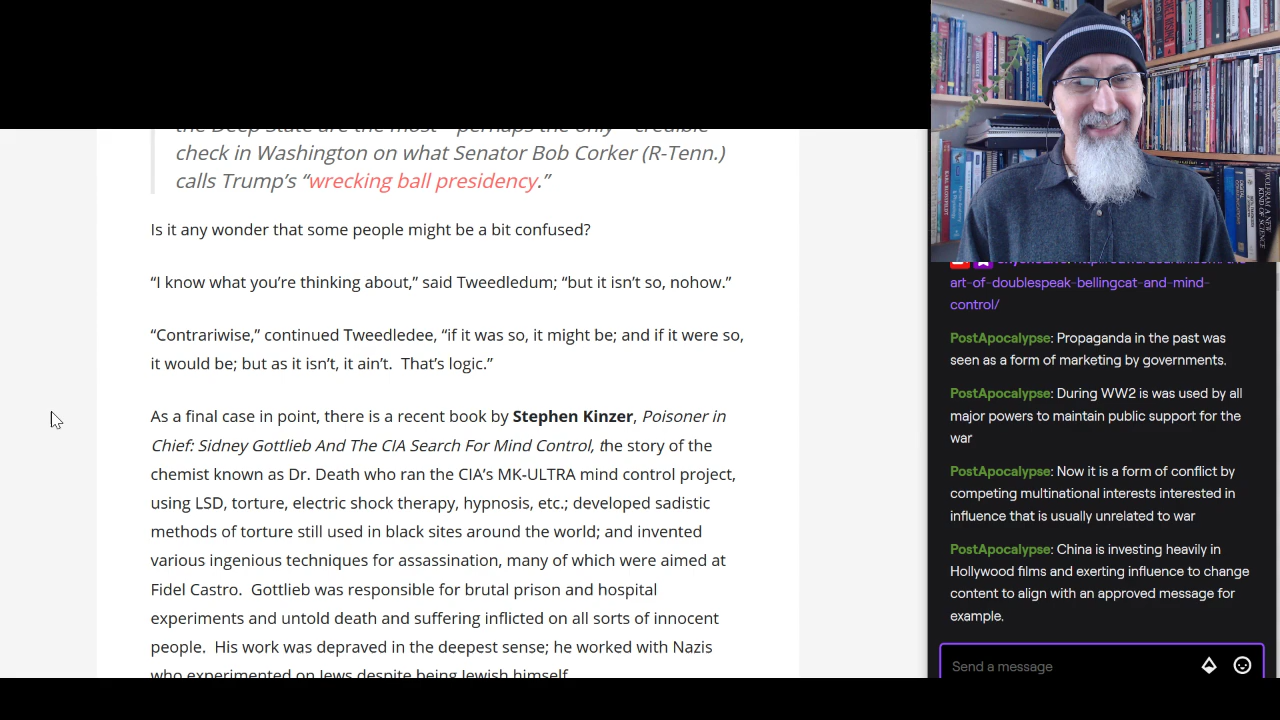 check in Washington on what Senator Bob Corker (R-Tenn.)
calls Trump’s “wrecking ball presidency.”
Is it any wonder that some people might be a bit confused?
“I know what you’re thinking about,” said Tweedledum; “but it isn’t so, nohow.”
“Contrariwise,” continued Tweedledee, “if it was so, it might be; and if it were so,
it would be; but as it isn’t, it ain’t.  That’s logic.”
As a final case in point, there is a recent book by Stephen Kinzer, Poisoner in
Chief: Sidney Gottlieb And The CIA Search For Mind Control, the story of the
chemist known as Dr. Death who ran the CIA’s MK-ULTRA mind control project,
using LSD, torture, electric shock therapy, hypnosis, etc.; developed sadistic
methods of torture still used in black sites around the world; and invented
various ingenious techniques for assassination, many of which were aimed at
Fidel Castro.  Gottlieb was responsible for brutal prison and hospital
experiments and untold death and suffering inflicted on all sorts of innocent
people.  His work was depraved in the deepest sense; he worked with Nazis
who experimented on Jews despite being Jewish himself.
art-of-doublespeak-bellingcat-and-mind-
control/
PostApocalypse: Propaganda in the past was
seen as a form of marketing by governments.
PostApocalypse: During WW2 is was used by all
major powers to maintain public support for the
war
PostApocalypse: Now it is a form of conflict by
competing multinational interests interested in
influence that is usually unrelated to war
PostApocalypse: China is investing heavily in
Hollywood films and exerting influence to change
content to align with an approved message for
example.
Send a message